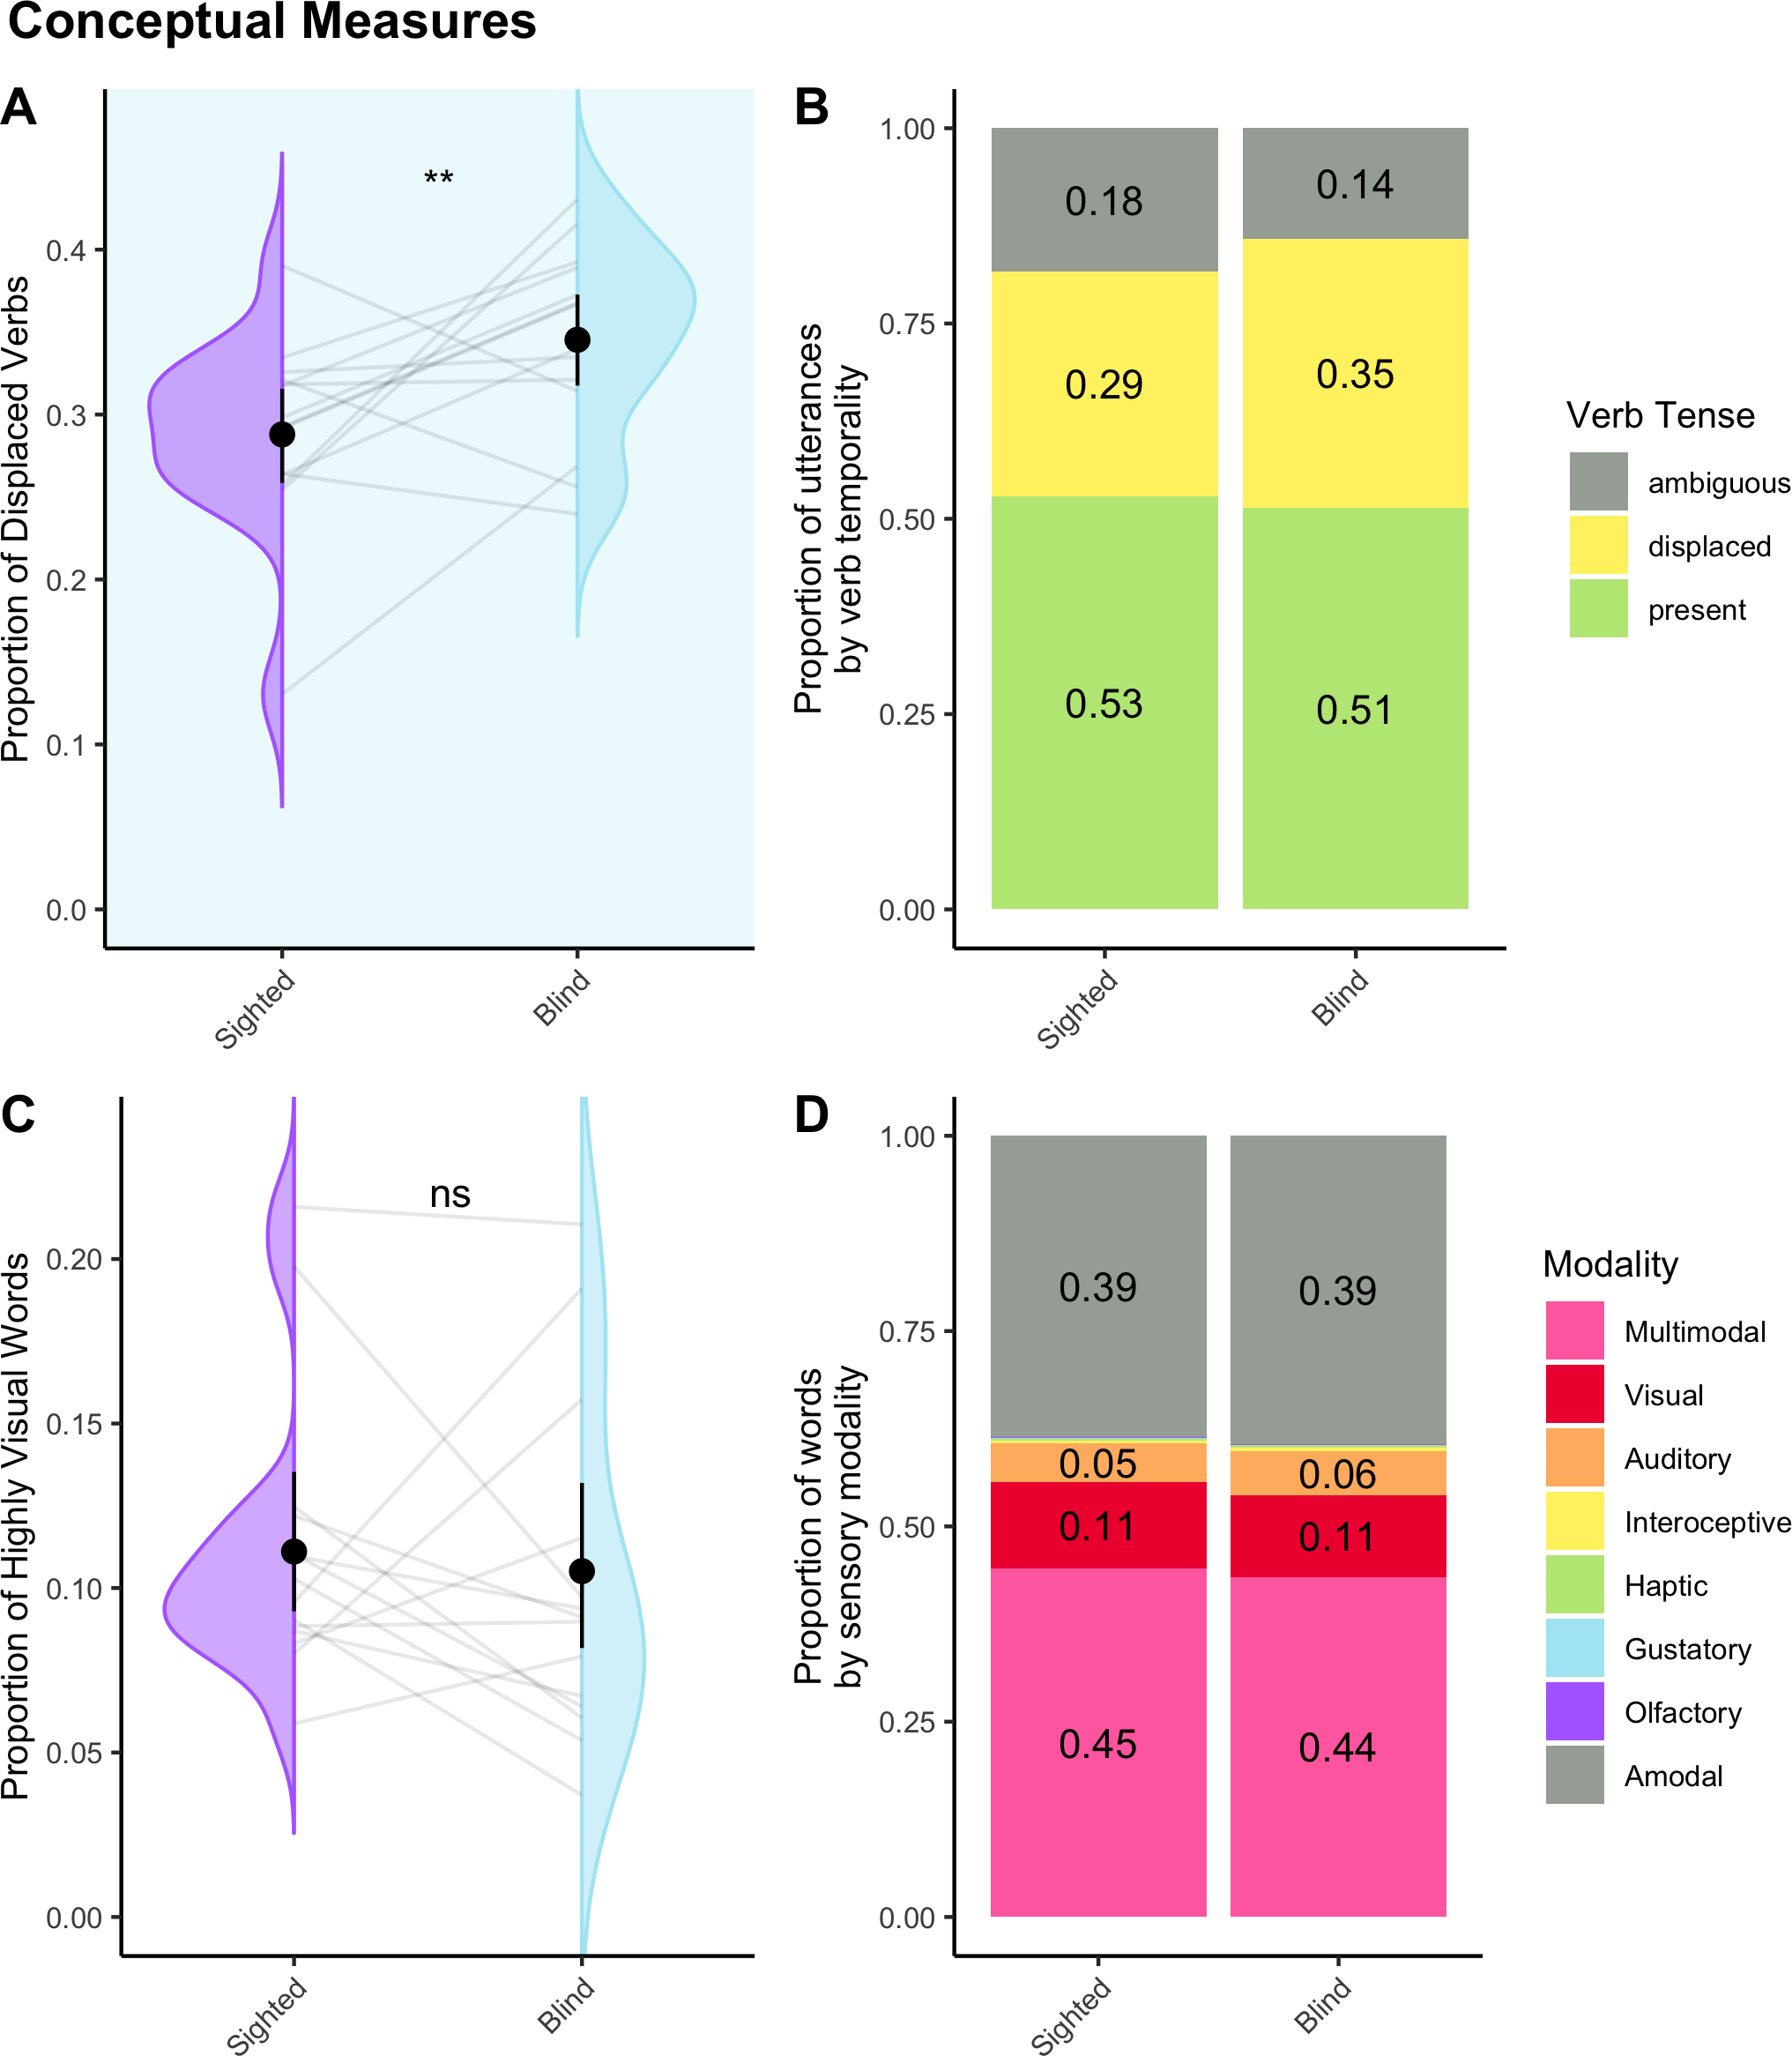 Conceptual Measures
A
Proportion of Displaced Verbs
0.4
0.3
0.2
0.1
0.0
**
Sighted
Blind
B
Proportion of utterances
by verb temporality
1.00
0.75
0.50
0.25
0.00
0.18
0.14
0.29
0.35
0.53
0.51
Sighted
Blind
Verb Tense
ambiguous
displaced
present
C
Proportion of Highly Visual Words
0.20
0.15
0.10
0.05
0.00
ns
Sighted
Blind
D
Proportion of words
by sensory modality
1.00
0.75
0.50
0.25
0.00
0.39
0.39
0.05
0.06
0.11
0.11
0.45
0.44
Sighted
Blind
Modality
Multimodal
Visual
Auditory
Interoceptive
Haptic
Gustatory
Olfactory
Amodal